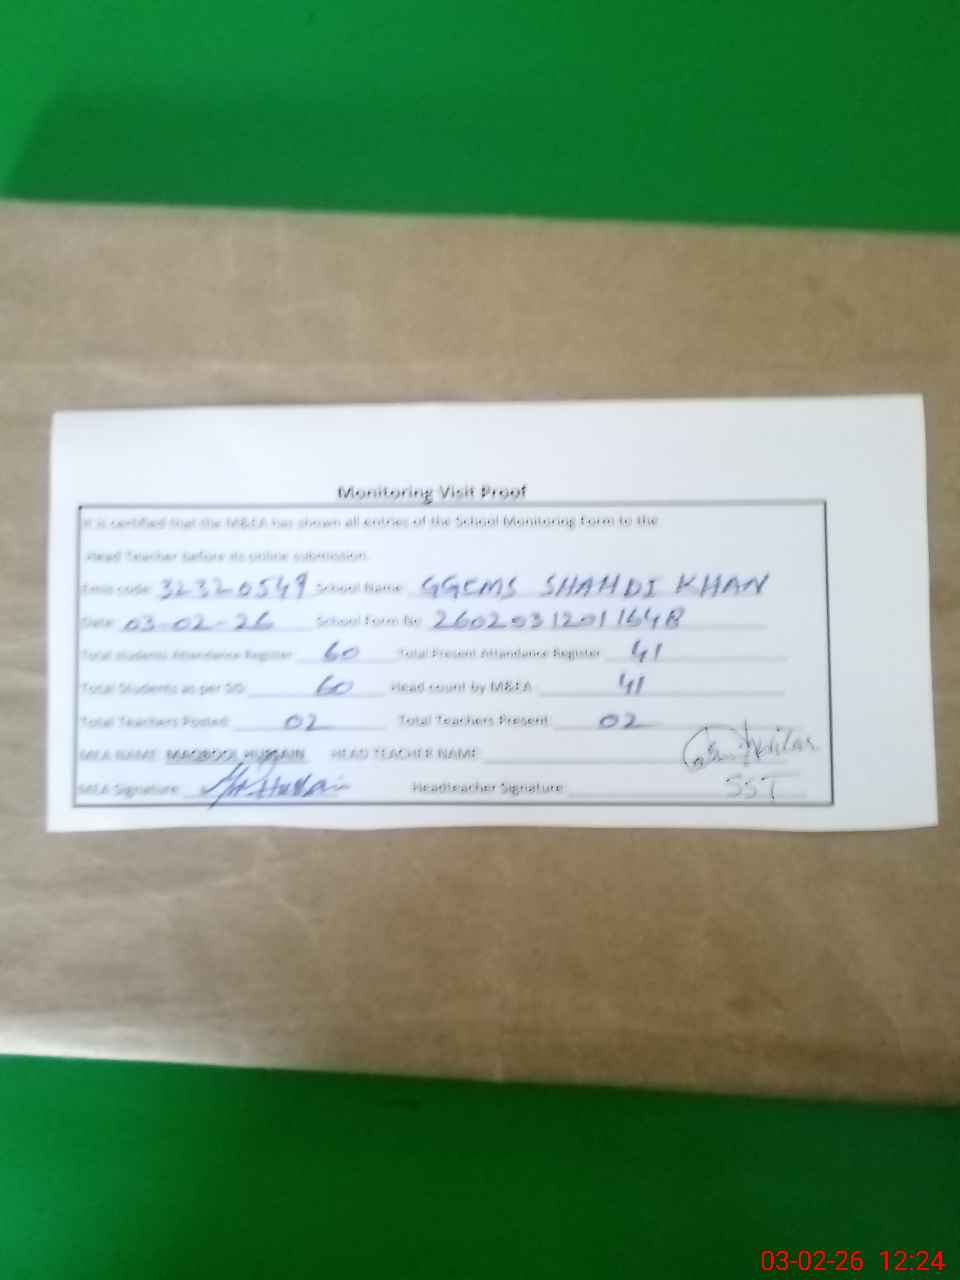 Monitoring Visit Proof
It is certified that the M&EA has shown all entries of the School Monitoring Form to the
Head Teacher before its online submission.
Emis code: 32320549 School Name: GGEMS SHAHDI KHAN
Date: 03-02-26 School Form No 26020312011648
Total Students Attendance Register 60 Total Present Attendance Register 41
Total Students as per SIS 60 Head count by M&EA 41
Total Teachers Posted 02 Total Teachers Present 02
MEA NAME: MAQBOOL HUSSAIN HEAD TEACHER NAME
MEA Signature Headteacher Signature SST
03-02-26 12:24